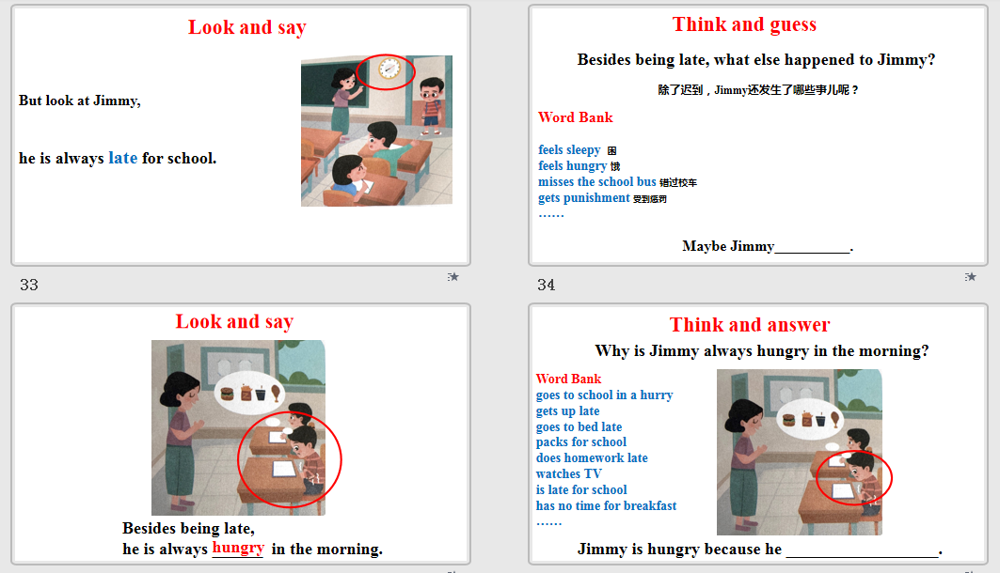 Look and say
But look at Jimmy,
he is always late for school.
33
Think and guess
Besides being late, what else happened to Jimmy?
除了迟到，Jimmy还发生了哪些事儿呢？
Word Bank
feels sleepy 困
feels hungry 饿
misses the school bus 错过校车
gets punishment 受到惩罚
……
Maybe Jimmy__________.
34
Look and say
Besides being late,
he is always hungry in the morning.
Think and answer
Why is Jimmy always hungry in the morning?
Word Bank
goes to school in a hurry
gets up late
goes to bed late
packs for school
does homework late
watches TV
is late for school
has no time for breakfast
……
Jimmy is hungry because he ___________________.